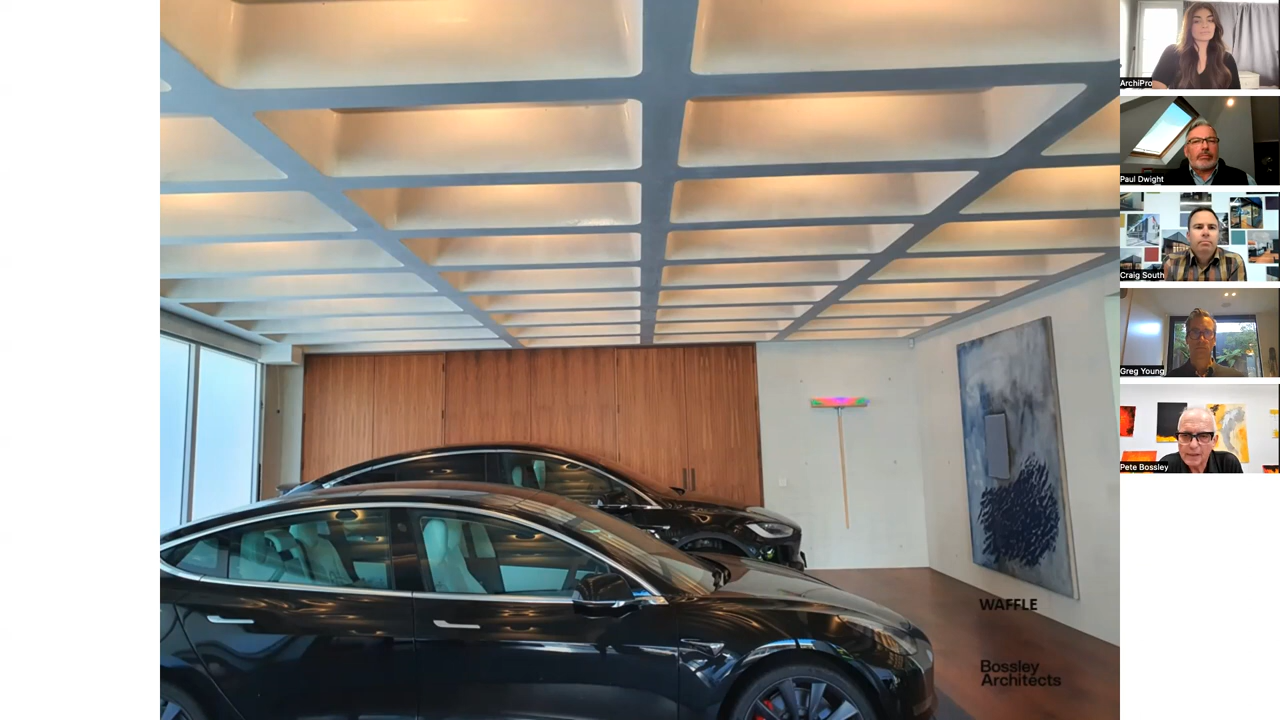 ArchiPro
Paul Dwight
Craig South
Greg Young
Pete Bossley
WAFFLE
Bossley
Architects